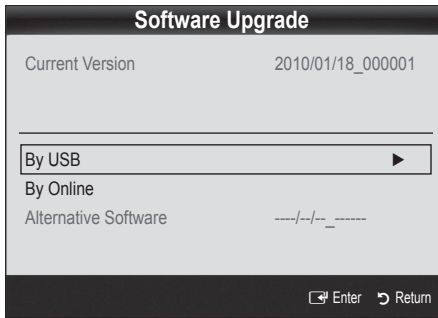 Software Upgrade
Current Version 2010/01/18_000001
By USB ▶
By Online
Alternative Software ----/--/--_------
Enter Return